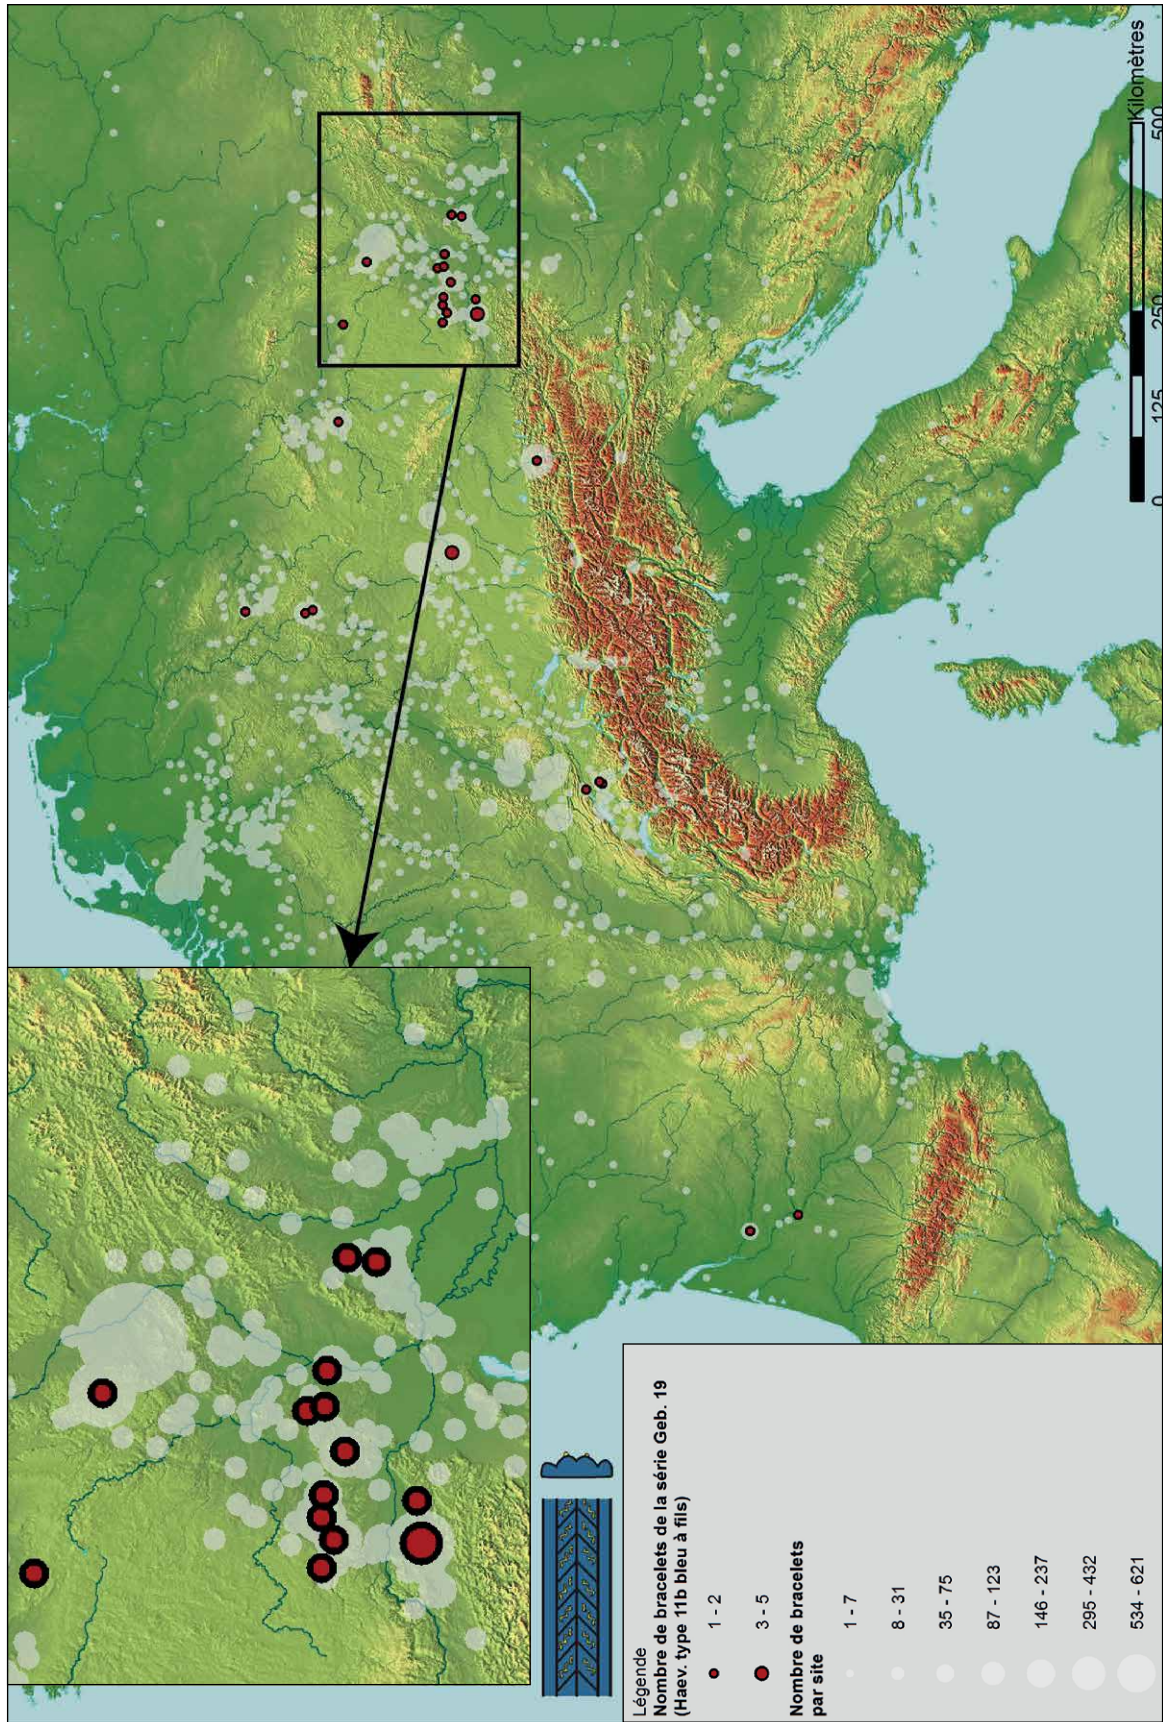 Légende
Nombre de bracelets de la série Geb. 19
(Haev. type 11b bleu à fils)
1 - 2
3 - 5
Nombre de bracelets
par site
1 - 7
8 - 31
35 - 75
87 - 123
146 - 237
295 - 432
534 - 621
0
125
250
500
Kilomètres